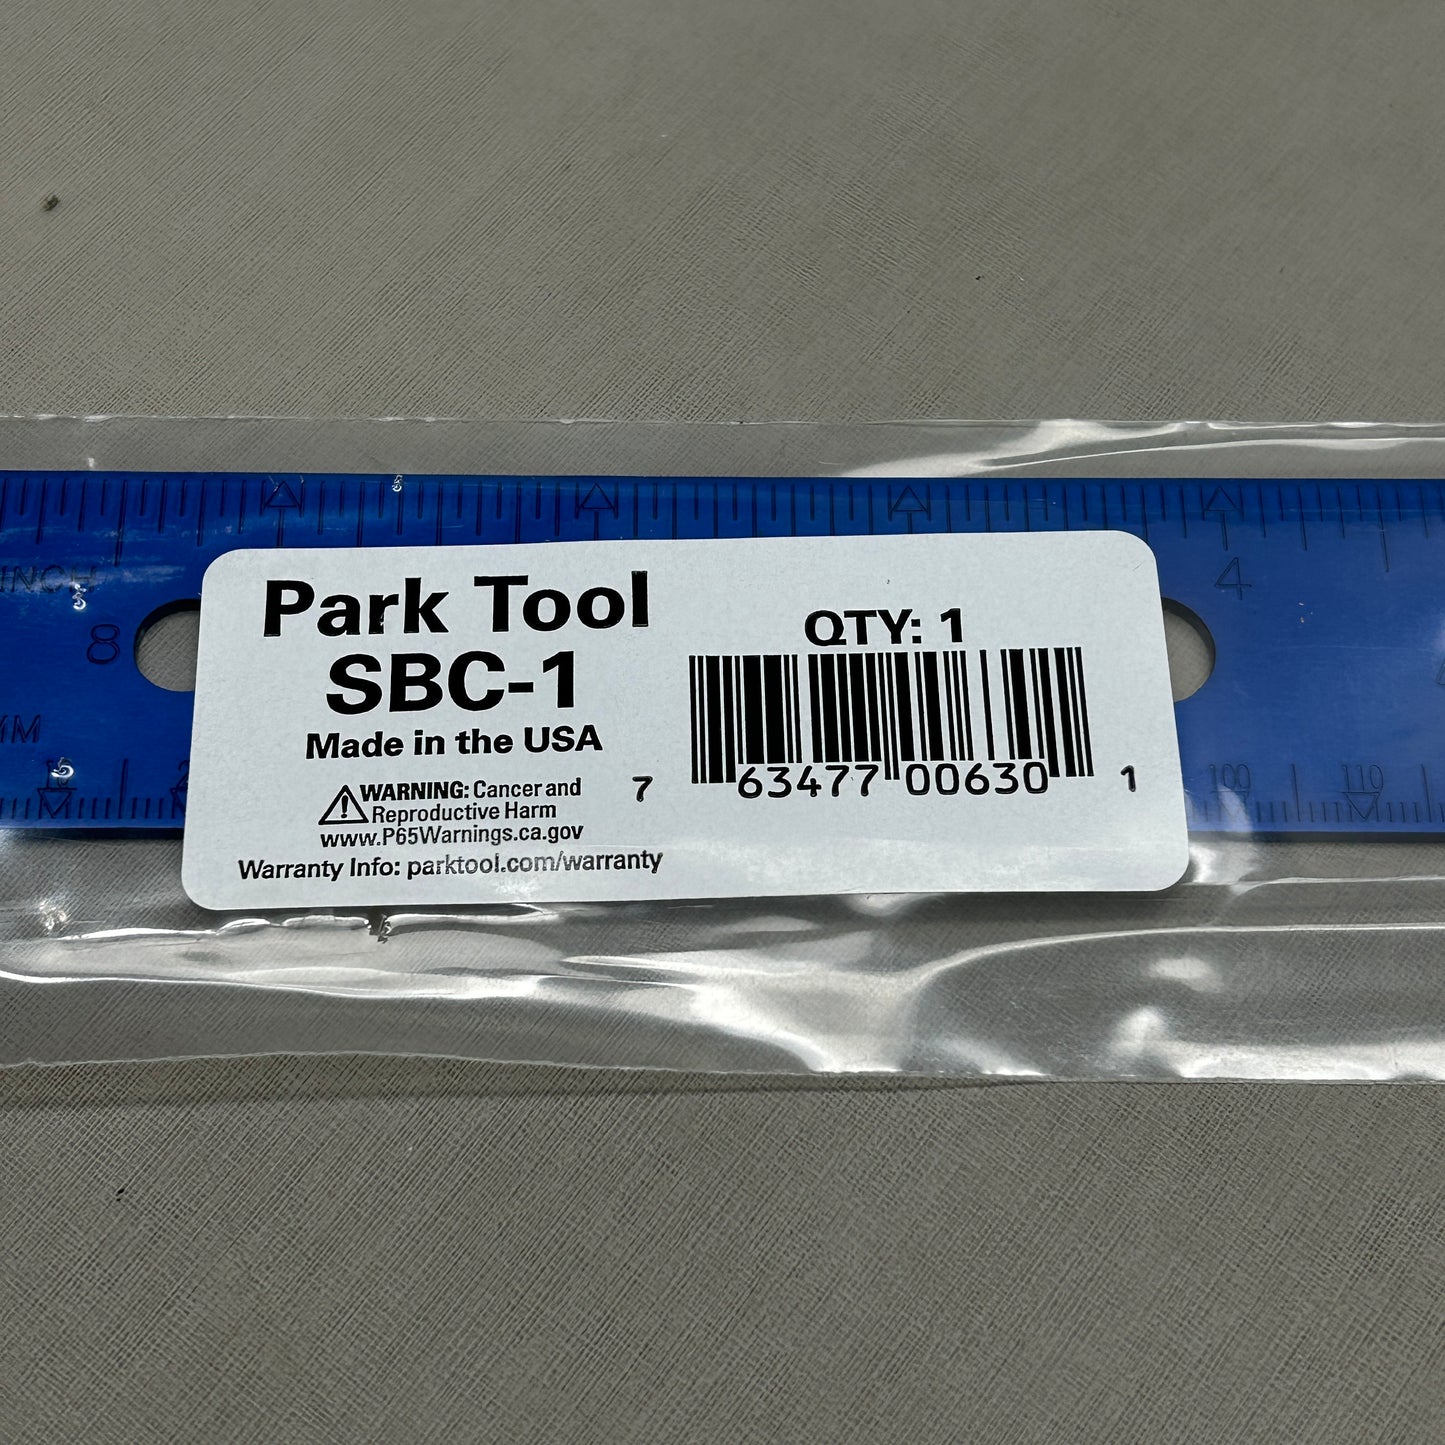 Park Tool
SBC-1
Made in the USA
WARNING: Cancer and
Reproductive Harm
www.P65Warnings.ca.gov
Warranty Info: parktool.com/warranty
QTY: 1
7 63477 00630 1
INCH
8
4
100
110